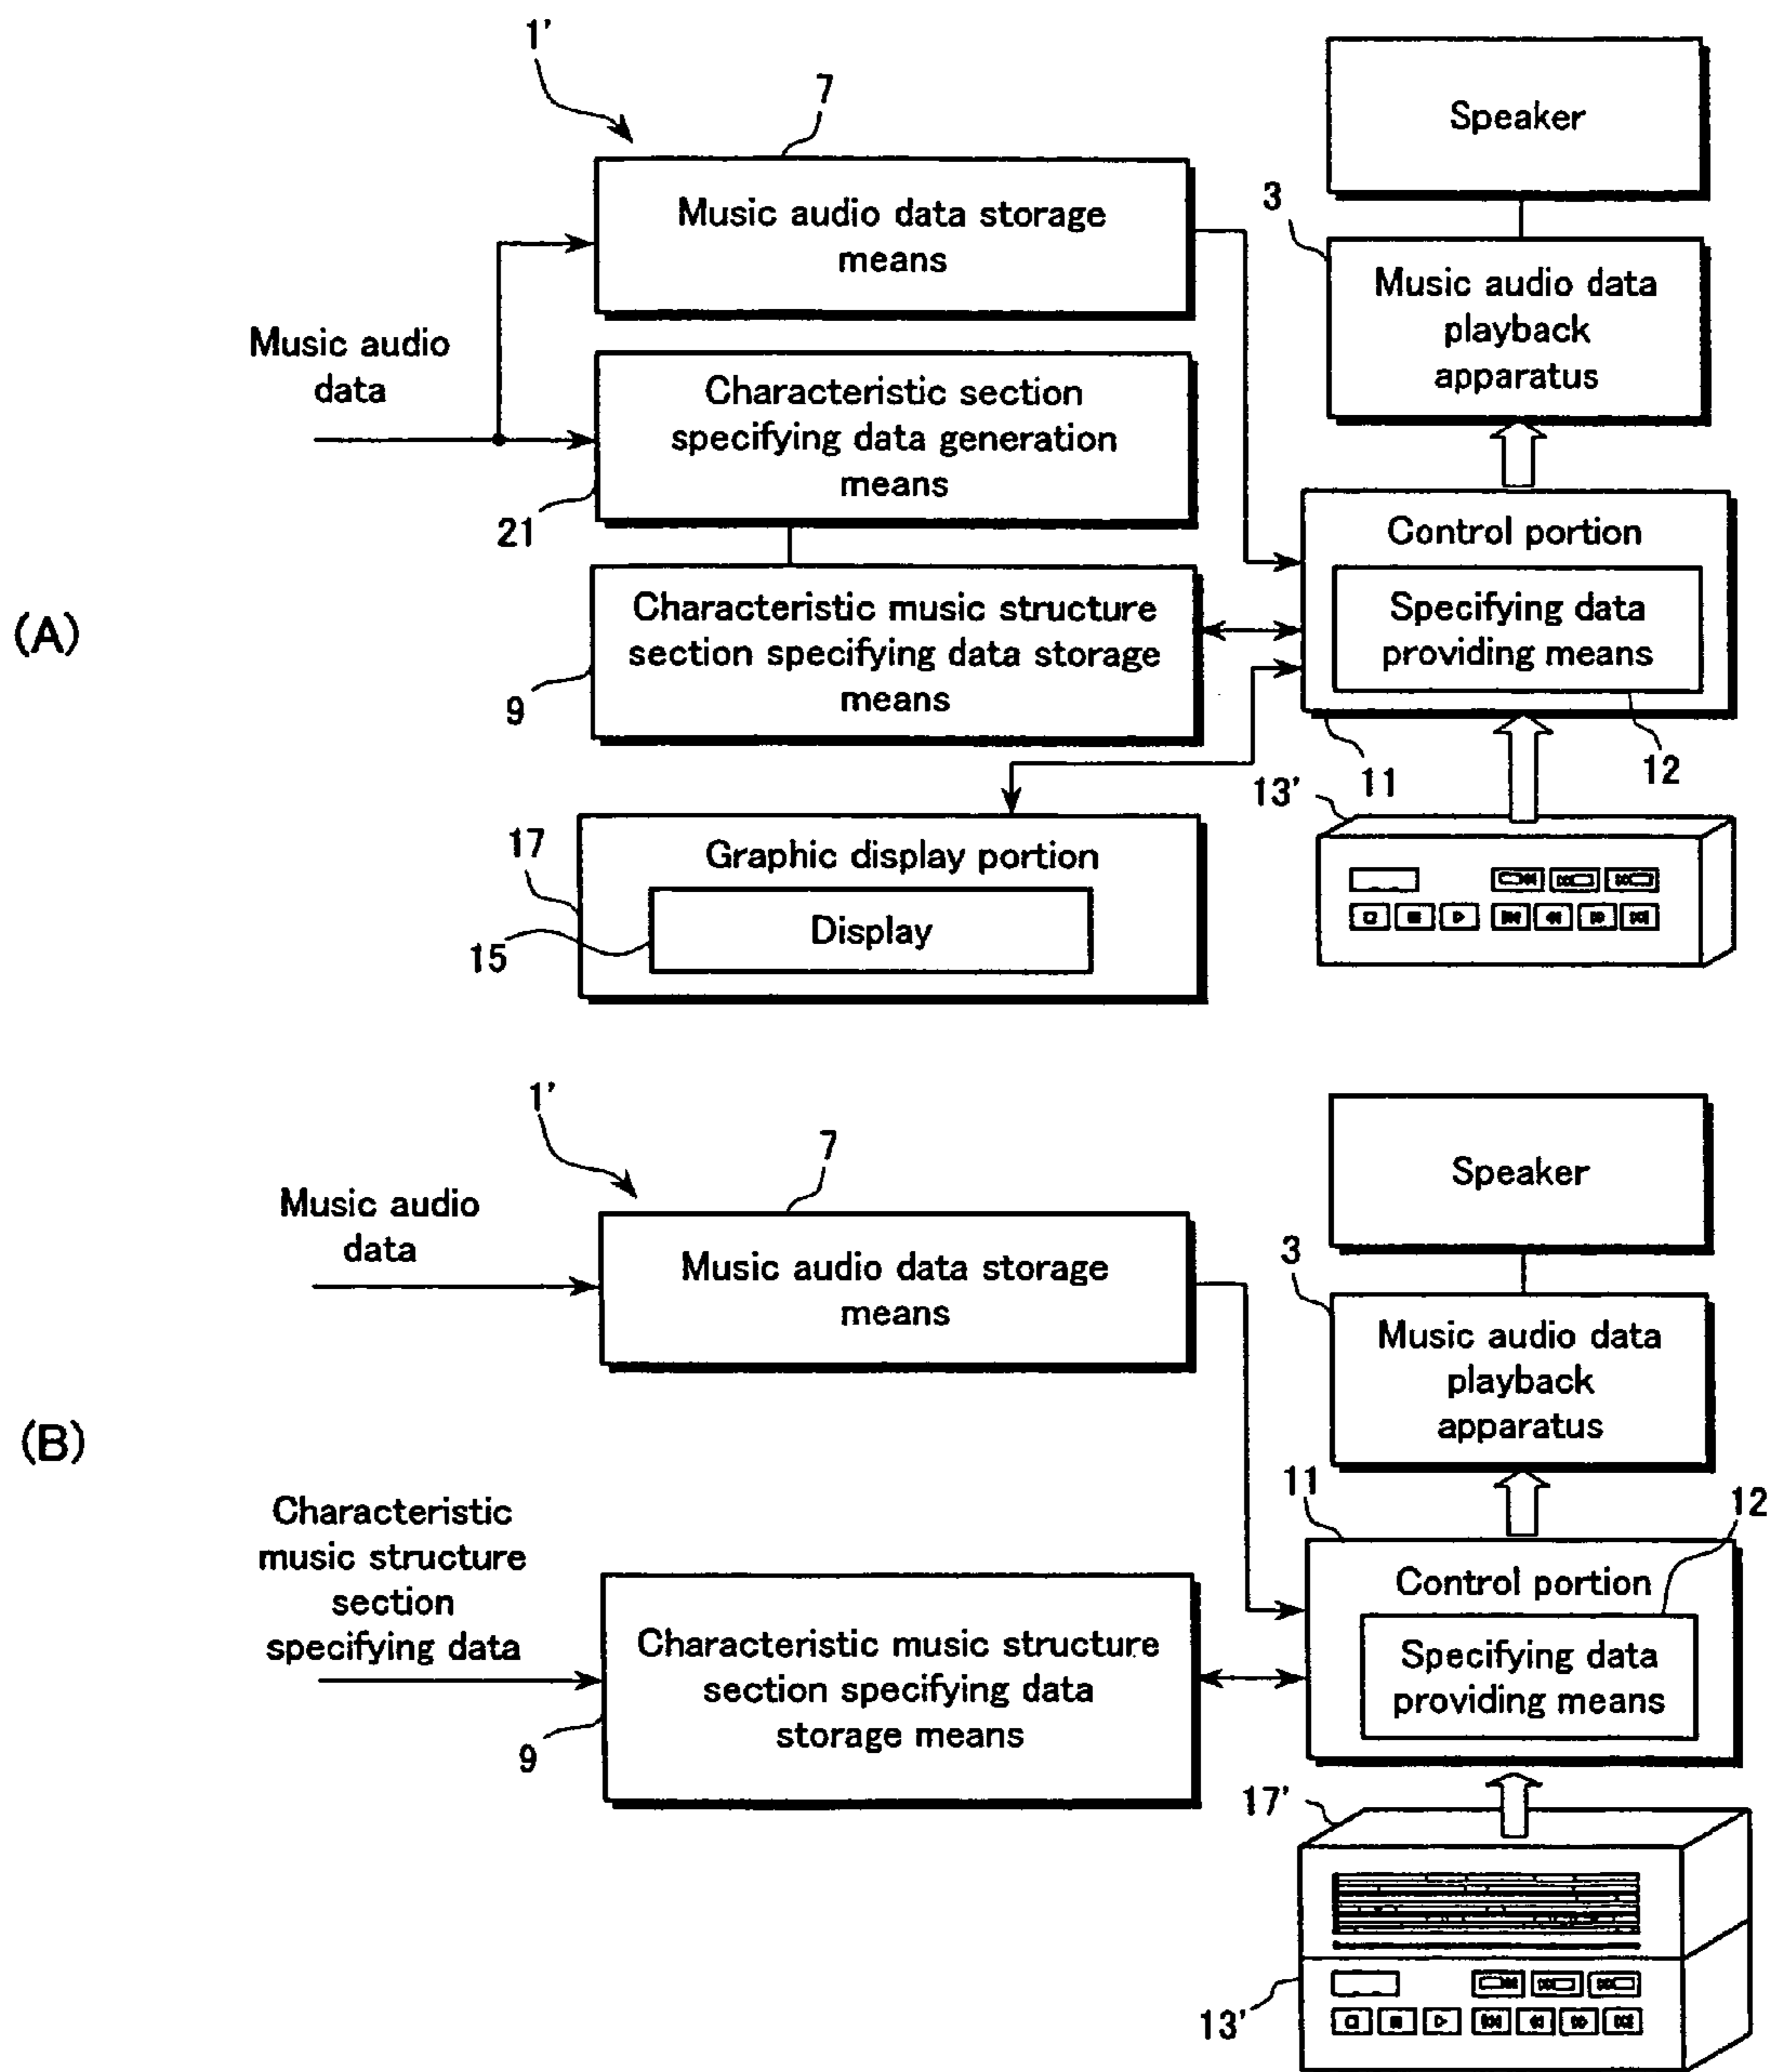 1'
7
Speaker
Music audio data storage
means
3
Music audio data
playback
apparatus
Music audio
data
Characteristic section
specifying data generation
means
21
Control portion
Specifying data
providing means
(A)
Characteristic music structure
section specifying data storage
means
9
11
12
13'
17
Graphic display portion
Display
15
1'
7
Speaker
Music audio
data
Music audio data storage
means
3
Music audio data
playback
apparatus
(B)
11
12
Characteristic
music structure
section
specifying data
Control portion
Specifying data
providing means
Characteristic music structure
section specifying data
storage means
9
17'
13'